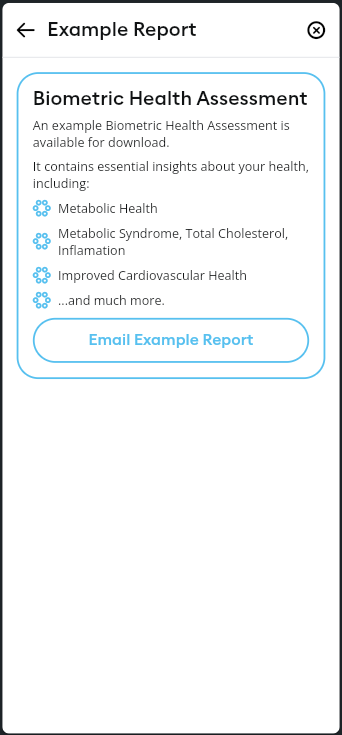 Example Report
Biometric Health Assessment
An example Biometric Health Assessment is
available for download.
It contains essential insights about your health,
including:
Metabolic Health
Metabolic Syndrome, Total Cholesterol,
Inflamation
Improved Cardiovascular Health
...and much more.
Email Example Report